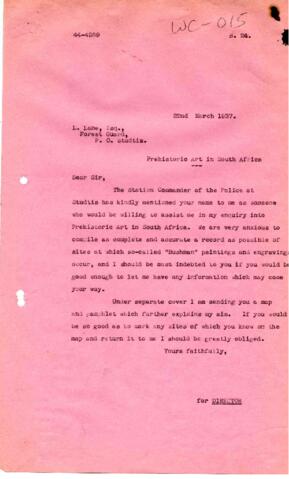 WC-015
44-4289 S. 24.
22nd March 1937.
L. Lane, Esq.,
Forest Guard,
P. O. Studtis.
Prehistoric Art in South Africa
Dear Sir,
The Station Commander of the Police at
Studtis has kindly mentioned your name to me as someone
who would be willing to assist me in my enquiry into
Prehistoric Art in South Africa. We are very anxious to
compile as complete and accurate a record as possible of
sites at which so-called "Bushman" paintings and engravings
occur, and I should be most indebted to you if you would be
good enough to let me have any information which may come
your way.
Under separate cover I am sending you a map
and pamphlet which further explains my aim. If you would
be so good as to mark any sites of which you know on the
map and return it to me I should be greatly obliged.
Yours faithfully,
for DIRECTOR